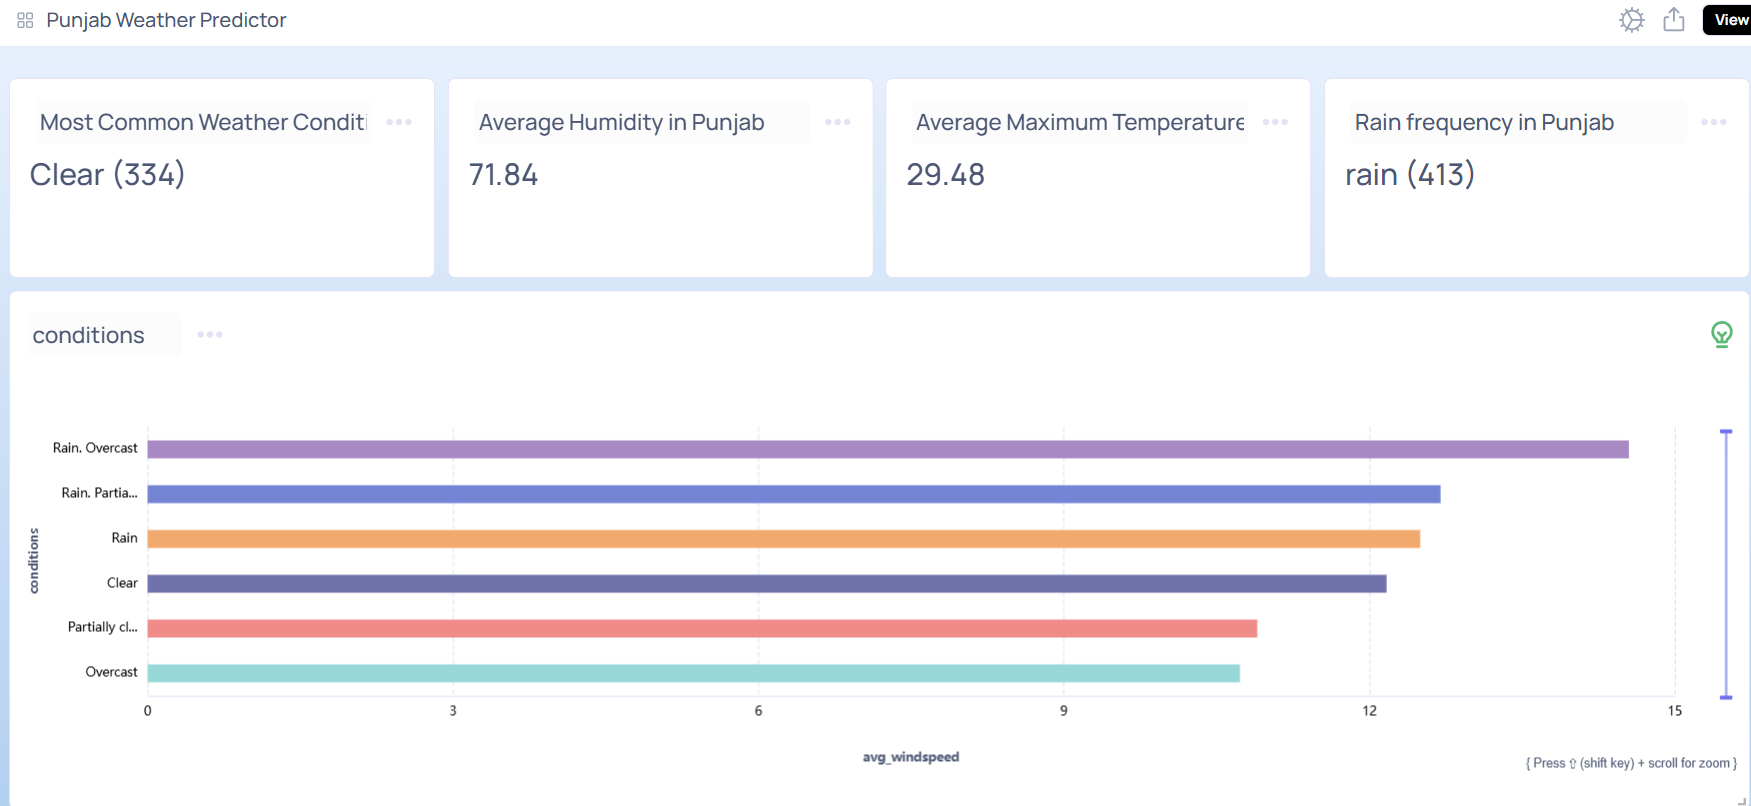 Punjab Weather Predictor
View
Most Common Weather Conditi
Clear (334)
Average Humidity in Punjab
71.84
Average Maximum Temperature
29.48
Rain frequency in Punjab
rain (413)
conditions
conditions
Rain. Overcast
Rain. Partia...
Rain
Clear
Partially cl...
Overcast
0 3 6 9 12 15
avg_windspeed
{ Press ⇧ (shift key) + scroll for zoom }